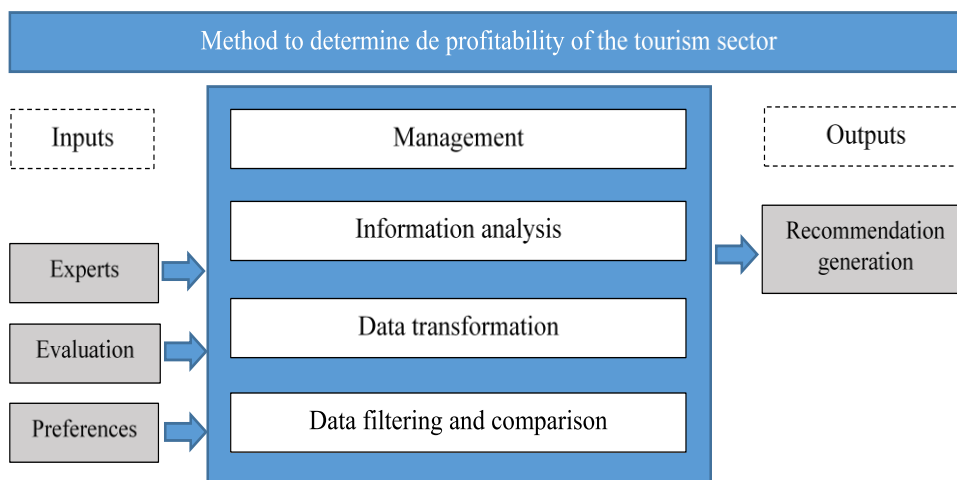 Method to determine de profitability of the tourism sector
Inputs
Management
Outputs
Information analysis
Recommendation
generation
Experts
Data transformation
Evaluation
Data filtering and comparison
Preferences